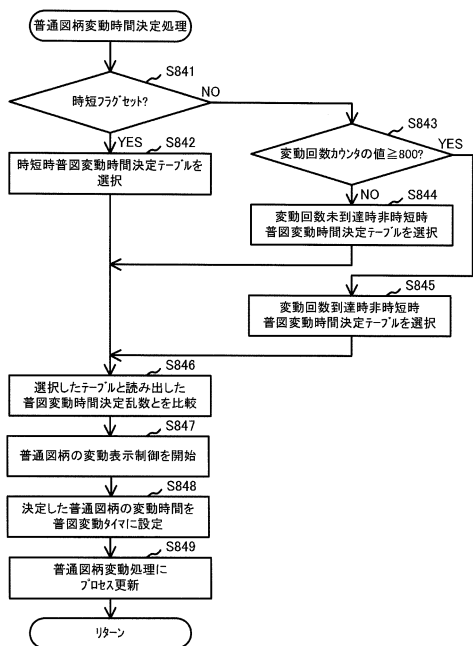 普通図柄変動時間決定処理
S841
時短フラグセット?
NO
YES
S842
時短時普図変動時間決定テーブルを
選択
S843
変動回数カウンタの値≧800?
YES
NO
S844
変動回数未到達時非時短時
普図変動時間決定テーブルを選択
S845
変動回数到達時非時短時
普図変動時間決定テーブルを選択
S846
選択したテーブルと読み出した
普図変動時間決定乱数とを比較
S847
普通図柄の変動表示制御を開始
S848
決定した普通図柄の変動時間を
普図変動タイマに設定
S849
普通図柄変動処理に
プロセス更新
リターン